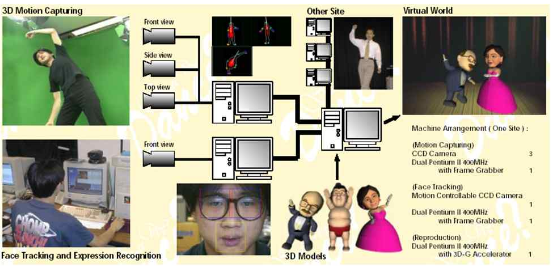 3D Motion Capturing
Front view
Side view
Top view
Front view
Face Tracking and Expression Recognition
Other Site
3D Models
Virtual World
Machine Arrangement ( One Site ) :
(Motion Capturing)
CCD Camera 3
Dual Pentium II 400MHz
with Frame Grabber 1
(Face Tracking)
Motion Controllable CCD Camera
1
Dual Pentium II 400MHz
with Frame Grabber 1
(Reproduction)
Dual Pentium II 400MHz
with 3D-G Accelerator 1